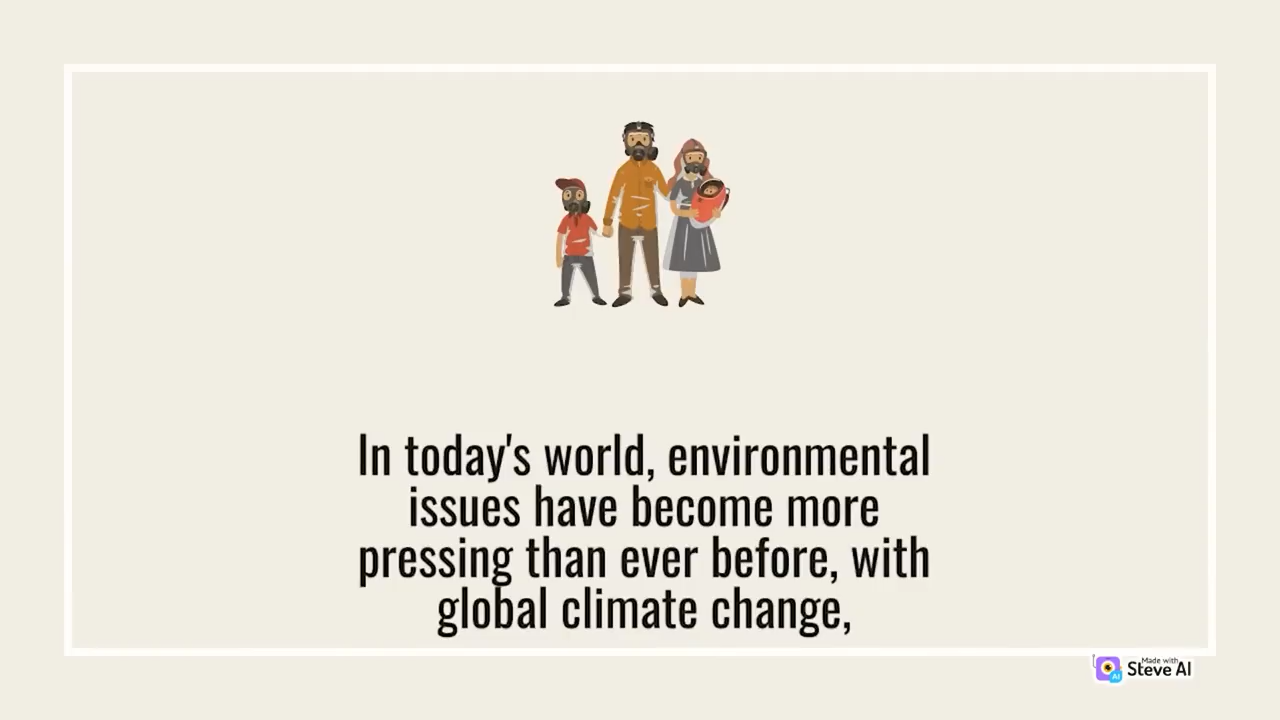 In today's world, environmental
issues have become more
pressing than ever before, with
global climate change,
Made with
Steve AI
AI